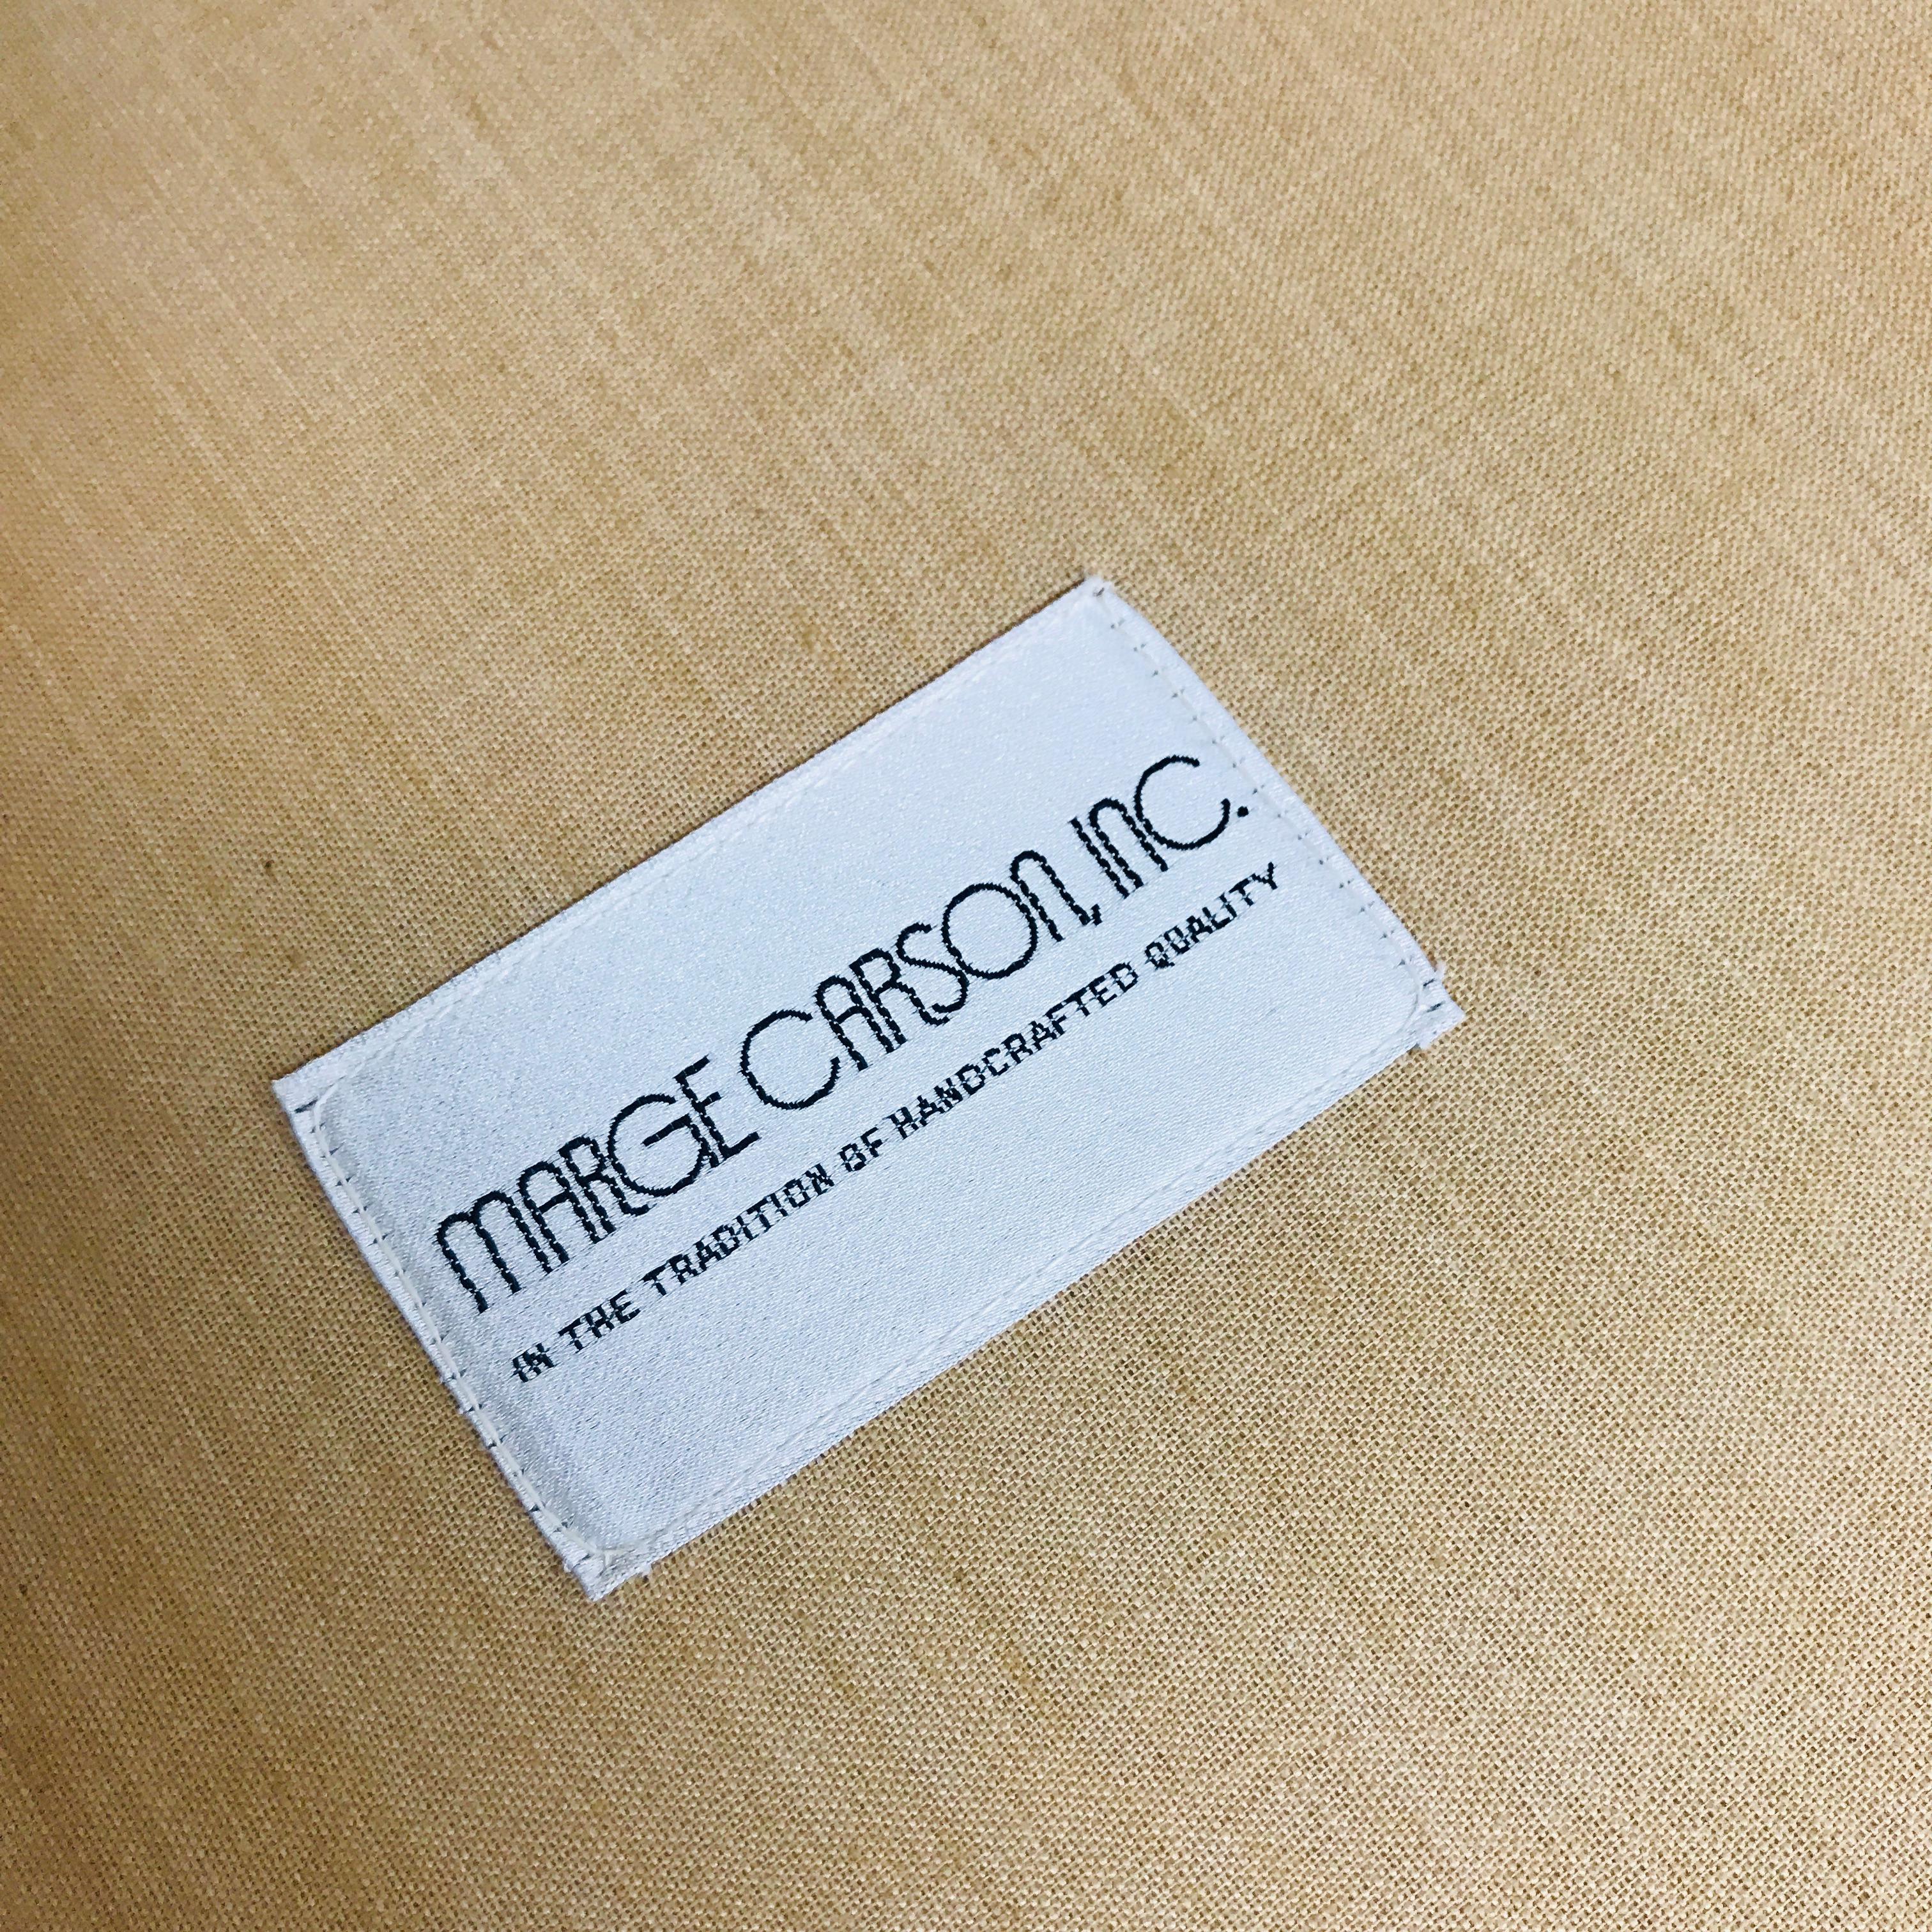 MARGE CARSON, INC.
IN THE TRADITION OF HANDCRAFTED QUALITY